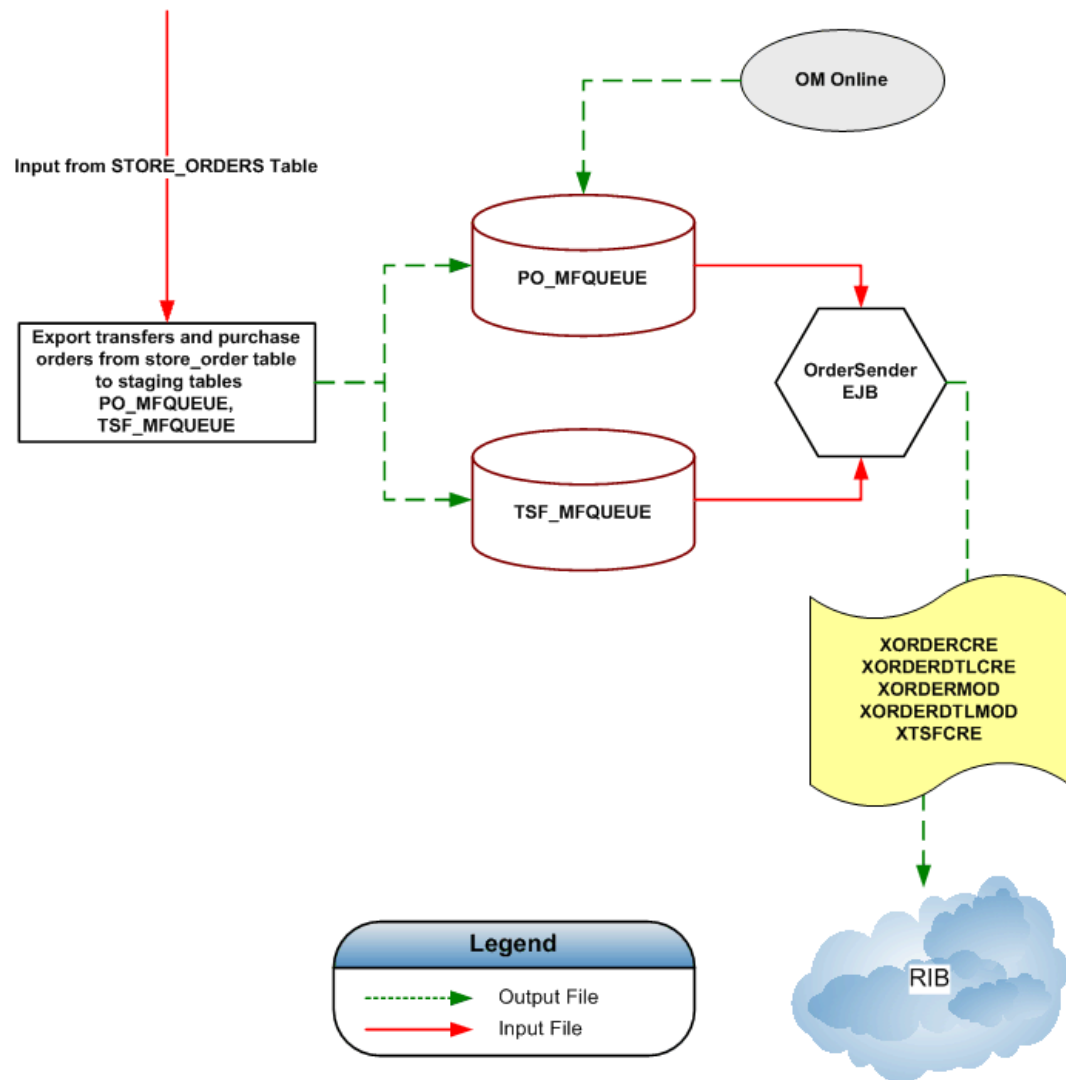 OM Online
Input from STORE_ORDERS Table
PO_MFQUEUE
Export transfers and purchase
orders from store_order table
to staging tables
PO_MFQUEUE,
TSF_MFQUEUE
OrderSender
EJB
TSF_MFQUEUE
XORDERCRE
XORDERDTLCRE
XORDERMOD
XORDERDTLMOD
XTSFCRE
RIB
Legend
Output File
Input File